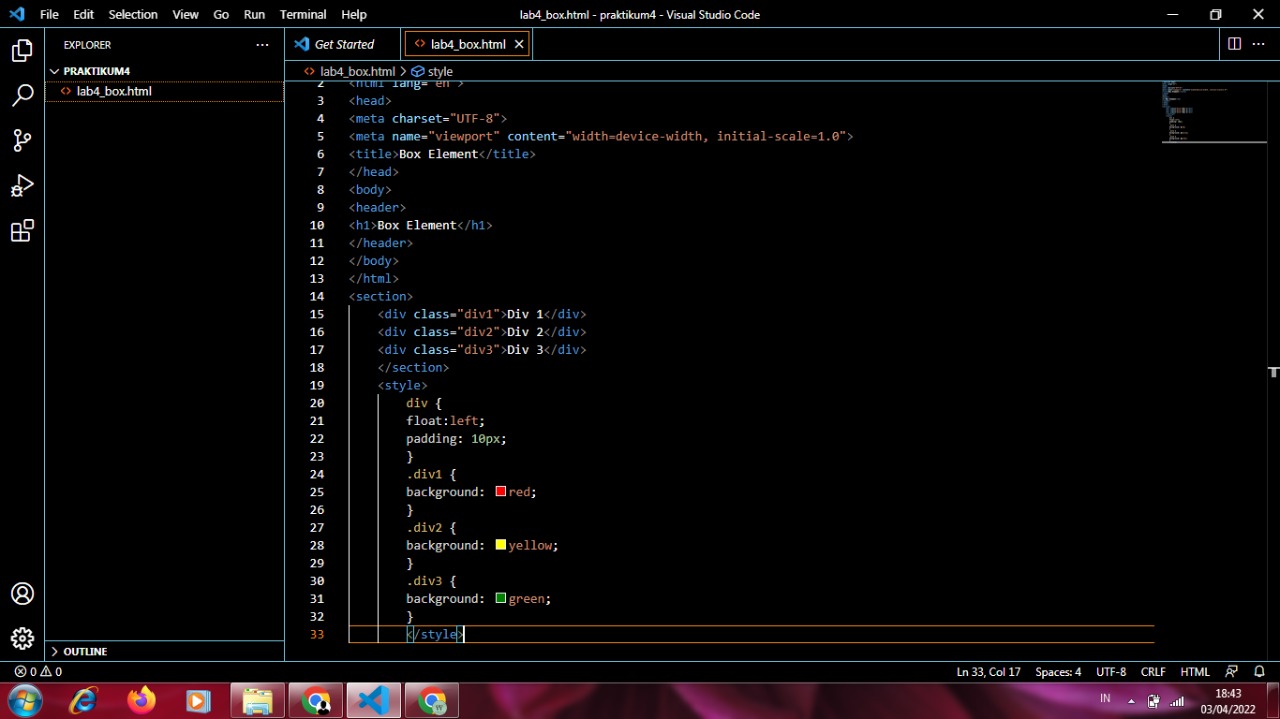 File Edit Selection View Go Run Terminal Help lab4_box.html - praktikum4 - Visual Studio Code
EXPLORER
PRAKTIKUM4
lab4_box.html
OUTLINE
Get Started lab4_box.html
lab4_box.html > style
2 <html lang="en">
3 <head>
4 <meta charset="UTF-8">
5 <meta name="viewport" content="width=device-width, initial-scale=1.0">
6 <title>Box Element</title>
7 </head>
8 <body>
9 <header>
10 <h1>Box Element</h1>
11 </header>
12 </body>
13 </html>
14 <section>
15 <div class="div1">Div 1</div>
16 <div class="div2">Div 2</div>
17 <div class="div3">Div 3</div>
18 </section>
19 <style>
20 div {
21 float:left;
22 padding: 10px;
23 }
24 .div1 {
25 background: red;
26 }
27 .div2 {
28 background: yellow;
29 }
30 .div3 {
31 background: green;
32 }
33 </style>
0 0 Ln 33, Col 17 Spaces: 4 UTF-8 CRLF HTML
IN 18:43
03/04/2022